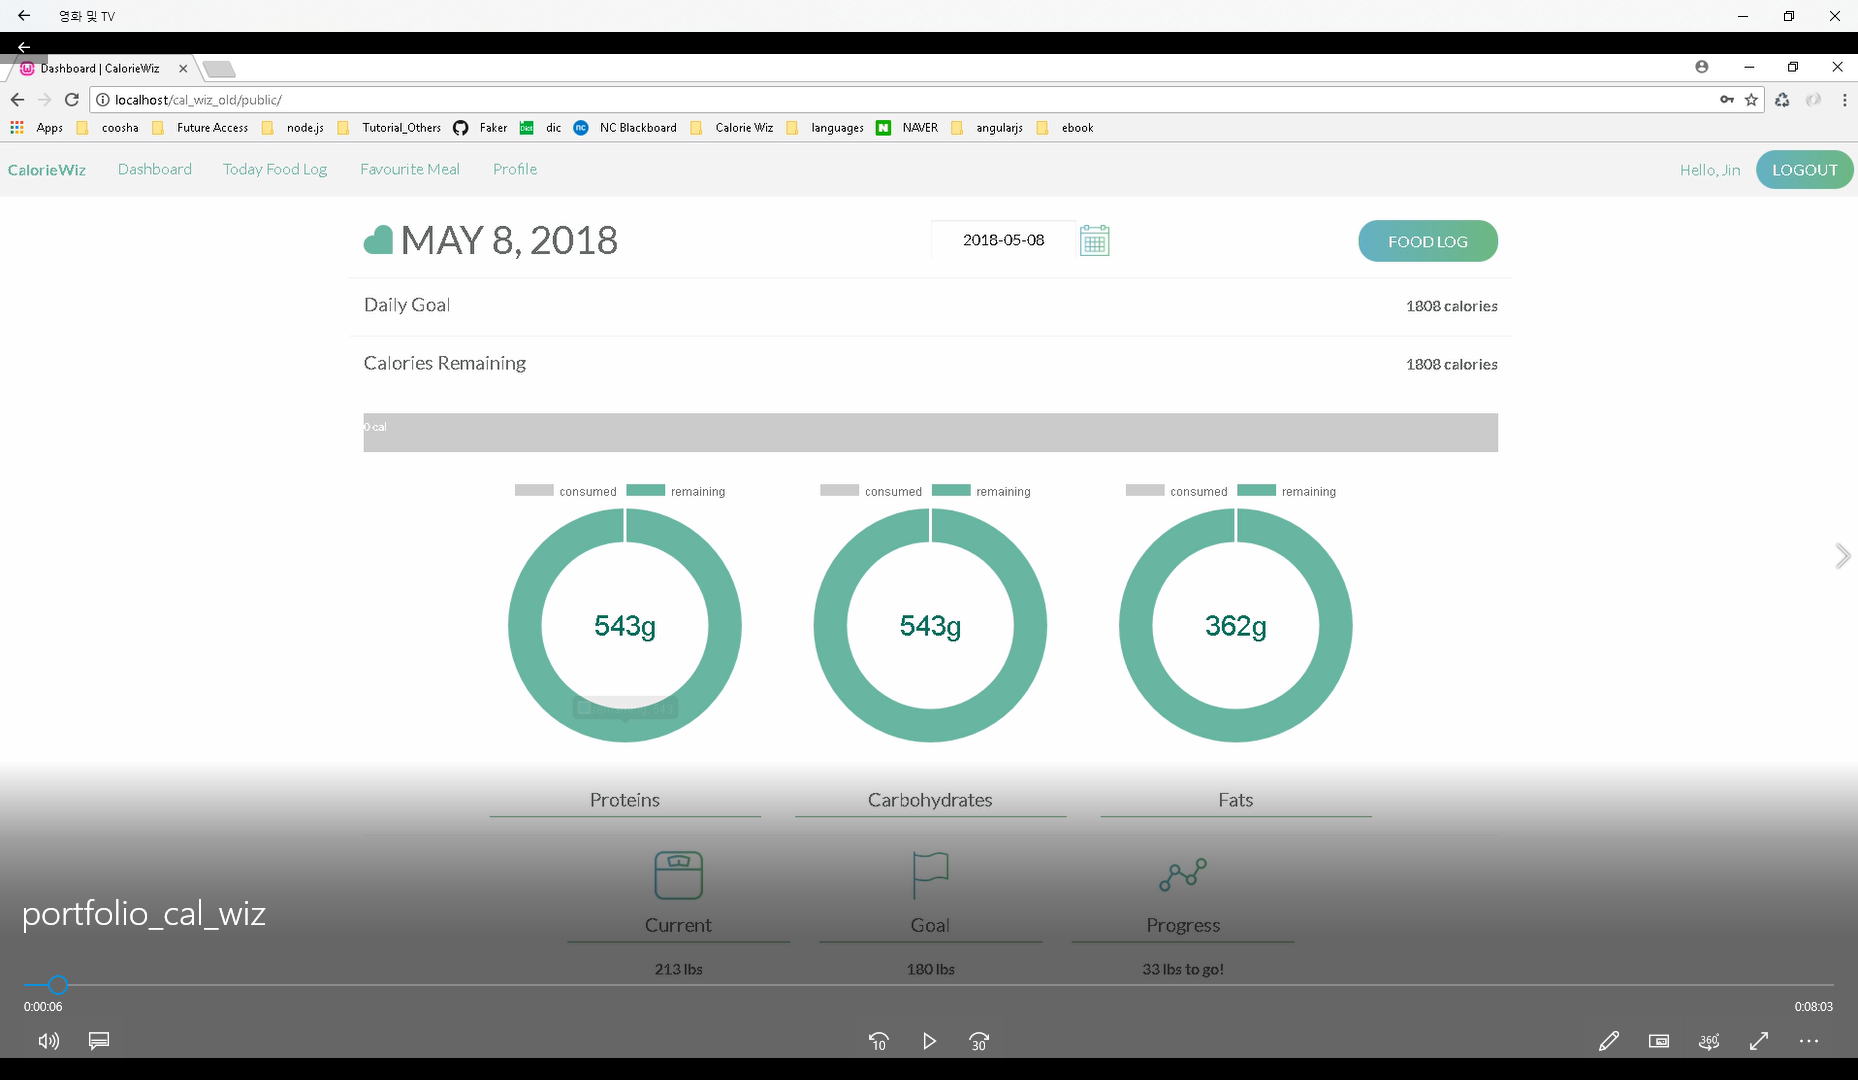 영화 및 TV
Dashboard | CalorieWiz
localhost/cal_wiz_old/public/
Apps coosha Future Access node.js Tutorial_Others Faker dic NC Blackboard Calorie Wiz languages NAVER angularjs ebook
CalorieWiz Dashboard Today Food Log Favourite Meal Profile Hello, Jin LOGOUT
MAY 8, 2018 2018-05-08 FOOD LOG
Daily Goal 1808 calories
Calories Remaining 1808 calories
0 cal
consumed remaining consumed remaining consumed remaining
543g 543g 362g
Proteins Carbohydrates Fats
portfolio_cal_wiz
Current Goal Progress
213 lbs 180 lbs 33 lbs to go!
0:00:06 0:08:03
10 30 360°